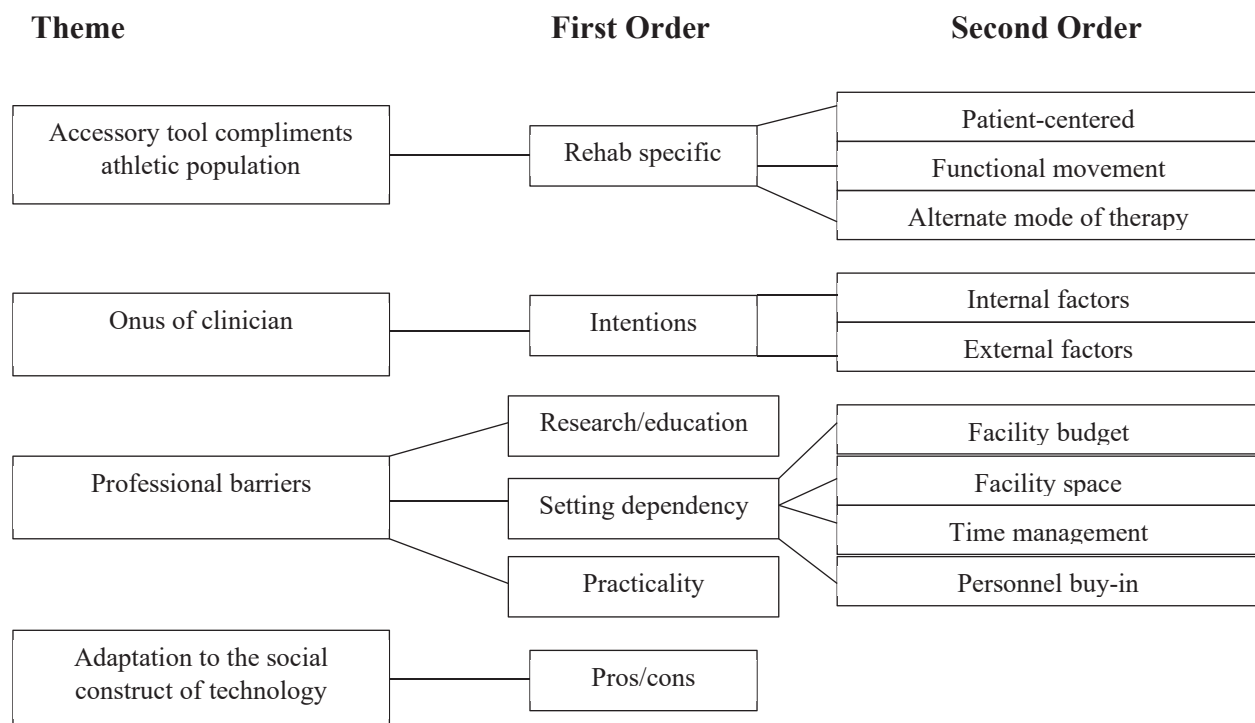 Theme
First Order
Second Order
Accessory tool compliments
athletic population
Rehab specific
Patient-centered
Functional movement
Alternate mode of therapy
Onus of clinician
Intentions
Internal factors
External factors
Professional barriers
Research/education
Setting dependency
Practicality
Facility budget
Facility space
Time management
Personnel buy-in
Adaptation to the social
construct of technology
Pros/cons